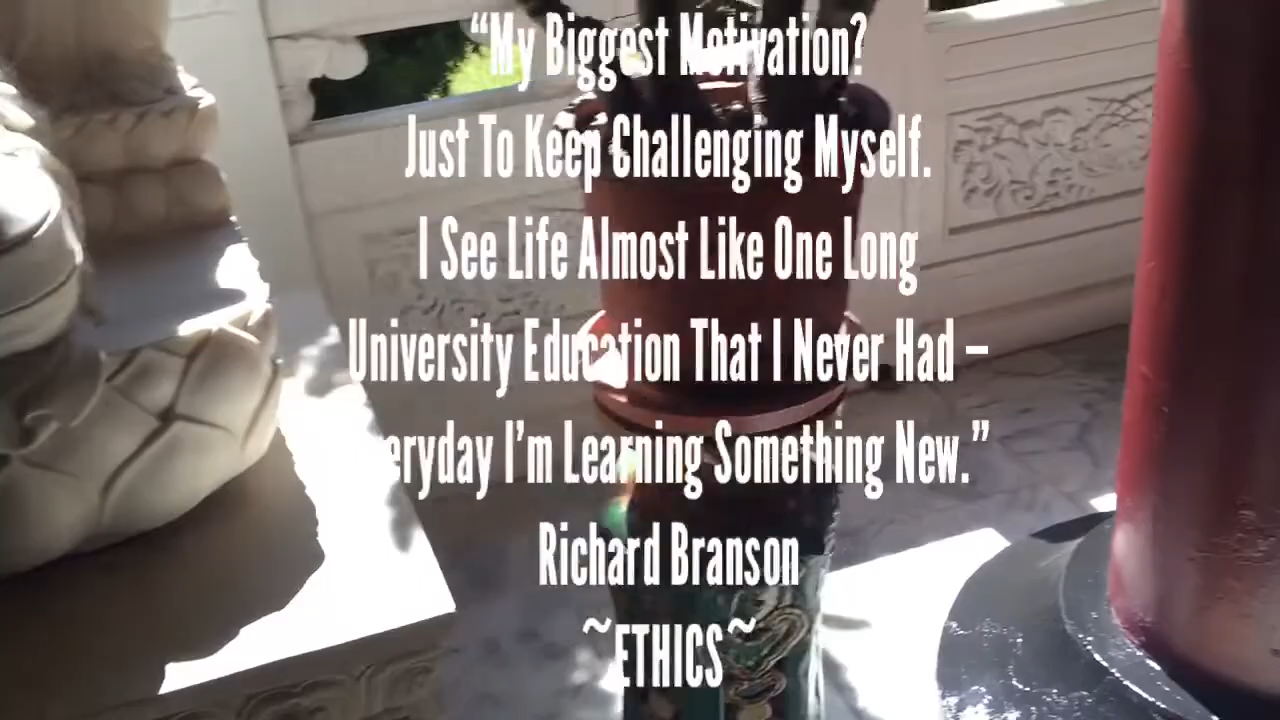 “My Biggest Motivation?
Just To Keep Challenging Myself.
I See Life Almost Like One Long
University Education That I Never Had –
everyday I’m Learning Something New.”
Richard Branson
~ETHICS~